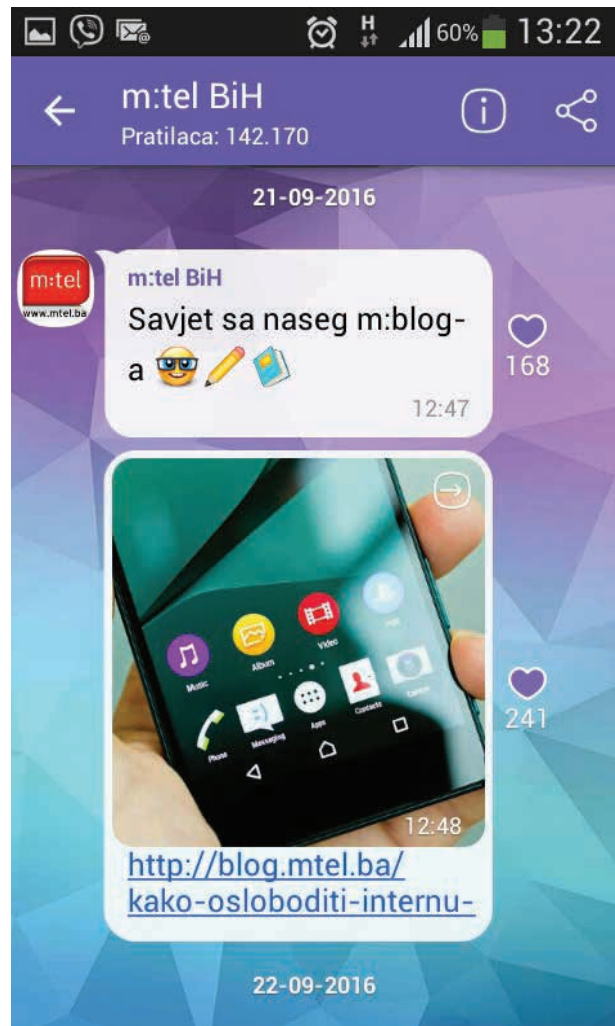 60% 13:22
m:tel BiH
Pratilaca: 142.170
21-09-2016
m:tel
www.mtel.ba
m:tel BiH
Savjet sa naseg m:blog-
a 🤓✏️📘
168
12:47
Music
Album
Video
Phone
Messaging
Apps
Contacts
241
12:48
http://blog.mtel.ba/
kako-osloboditi-internu-
22-09-2016